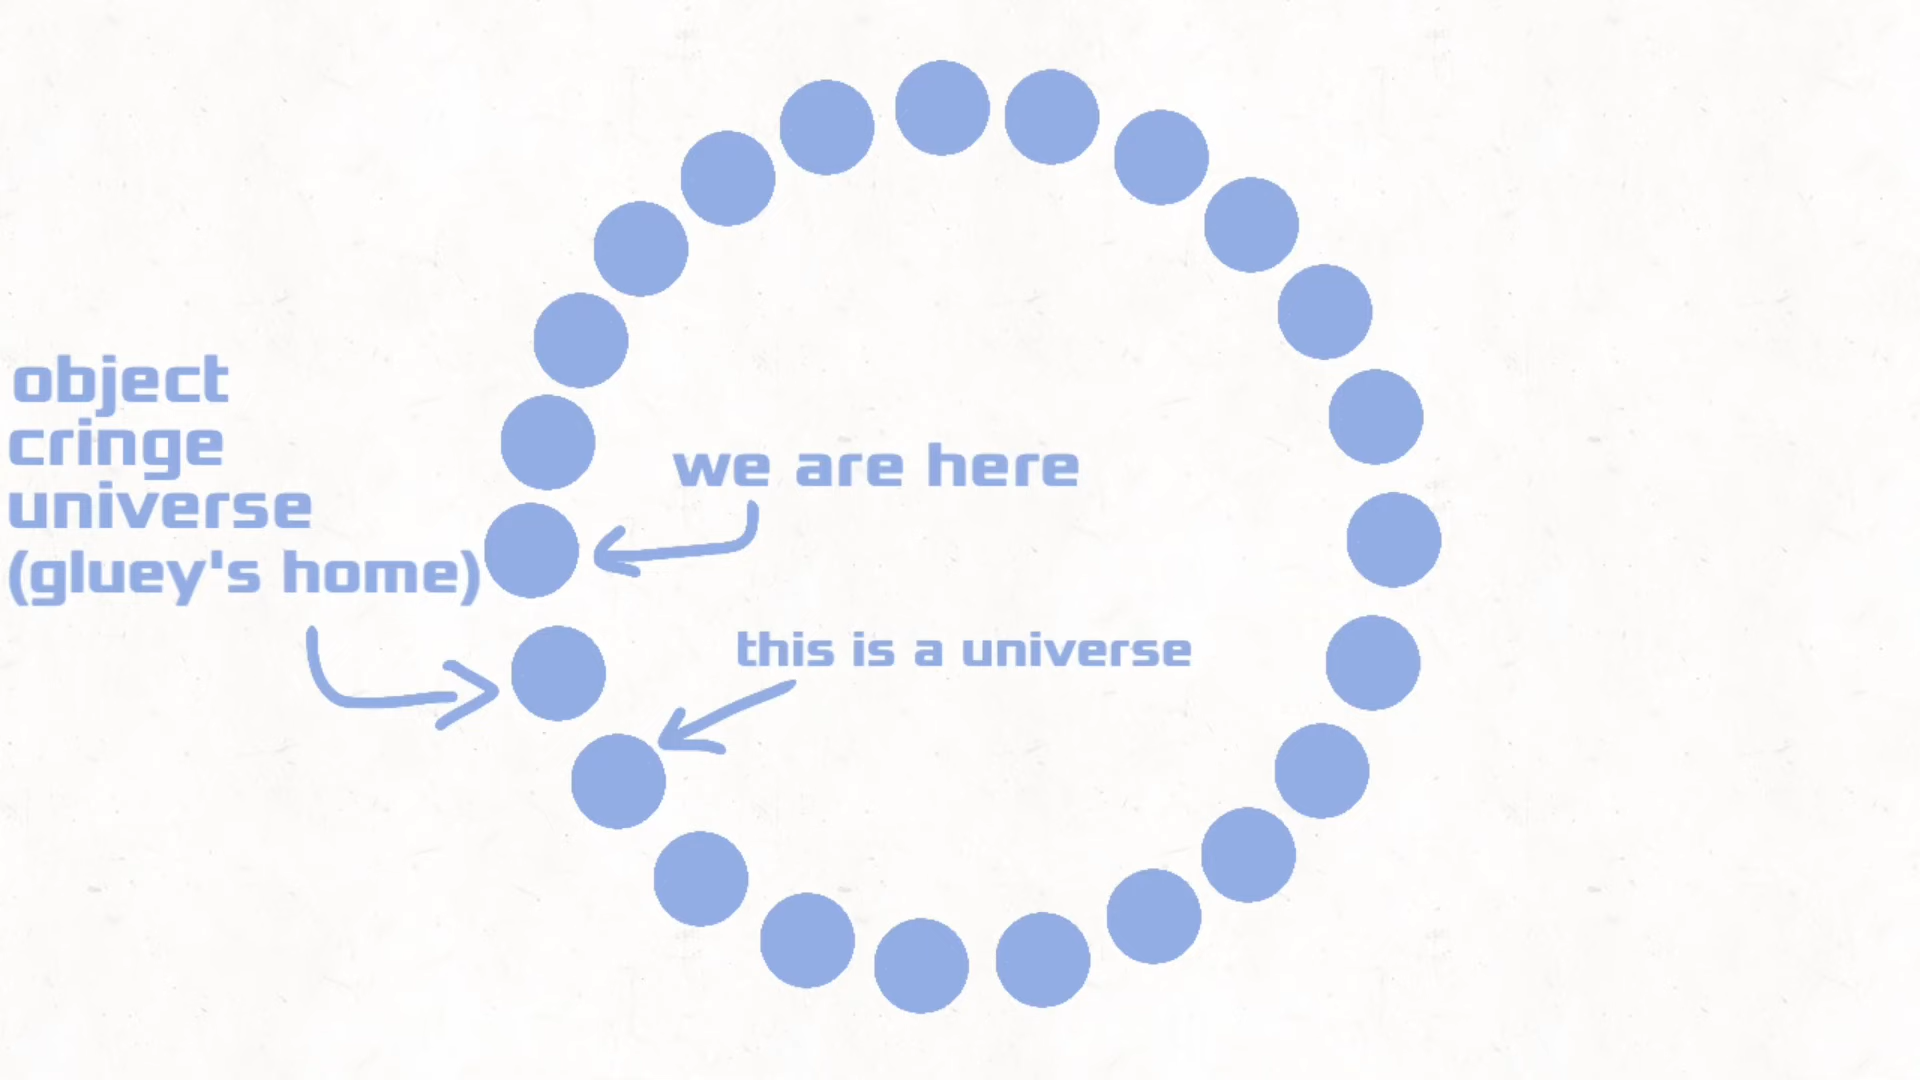 object
cringe
universe
(gluey's home)
we are here
this is a universe